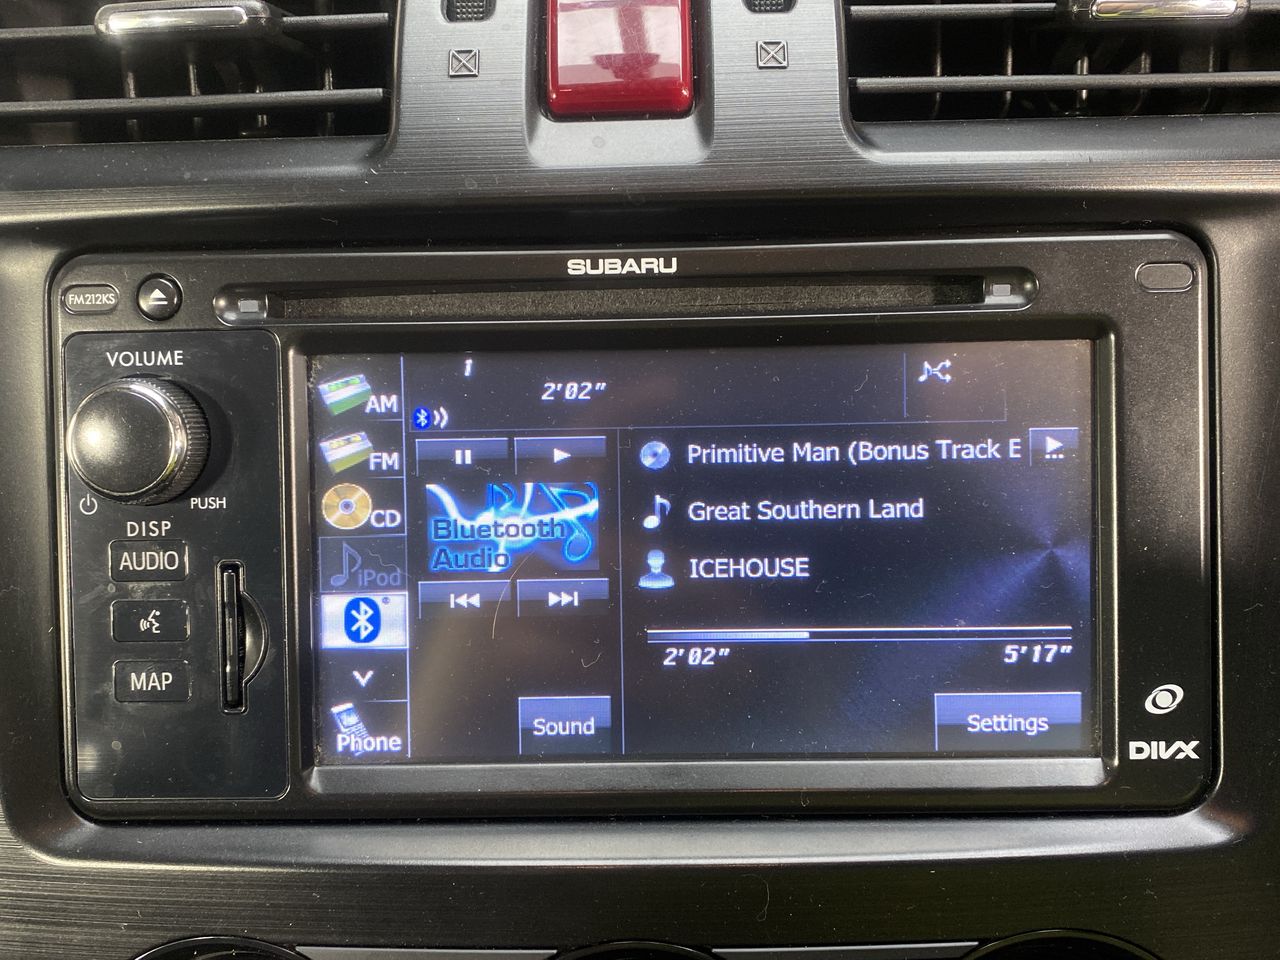 SUBARU
FM212KS
VOLUME
PUSH
DISP
AUDIO
MAP
AM
FM
CD
iPod
Phone
1
2'02"
Bluetooth
Audio
Sound
Primitive Man (Bonus Track E
Great Southern Land
ICEHOUSE
2'02" 5'17"
Settings
DIVX